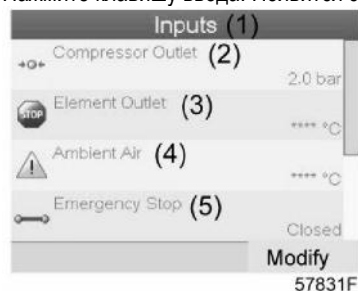 Inputs (1)
Compressor Outlet (2)
2.0 bar
STOP
Element Outlet (3)
**** °C
Ambient Air (4)
**** °C
Emergency Stop (5)
Closed
Modify
57831F